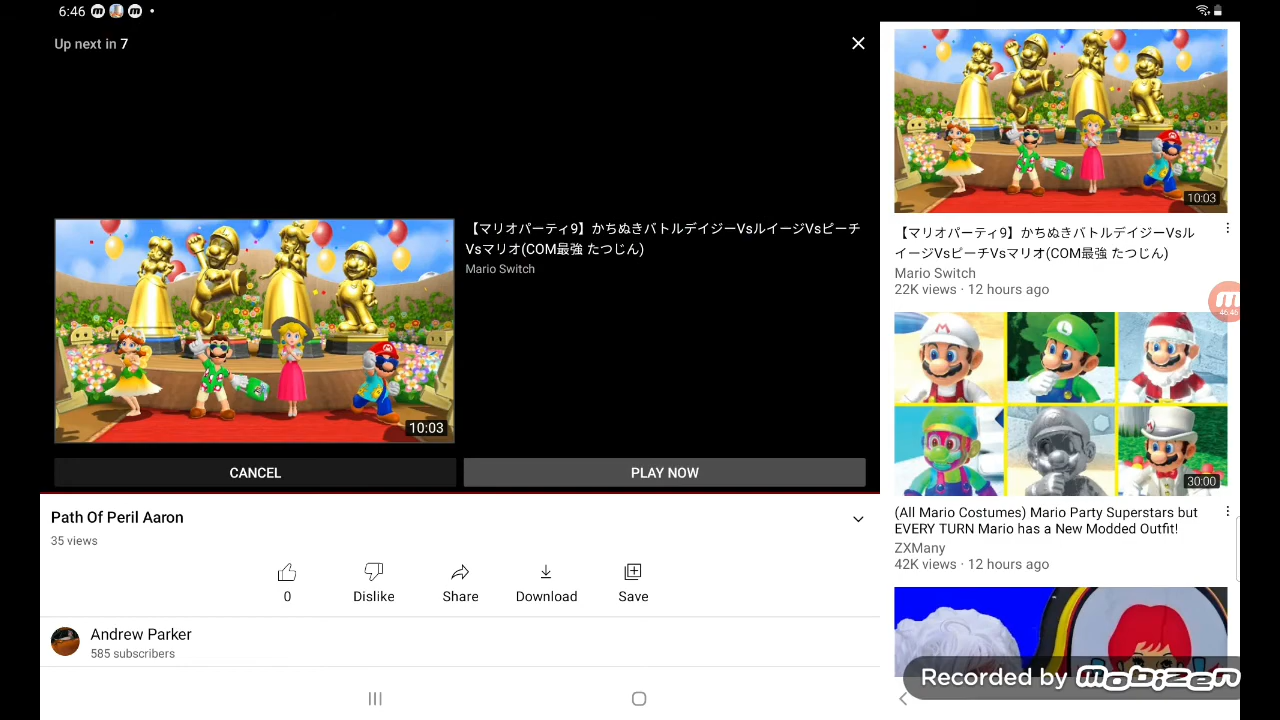 6:46
Up next in 7
【マリオパーティ9】かちぬきバトルデイジーVsルイージVsピーチ
Vsマリオ(COM最強 たつじん)
Mario Switch
10:03
CANCEL
PLAY NOW
Path Of Peril Aaron
35 views
0
Dislike
Share
Download
Save
Andrew Parker
585 subscribers
10:03
【マリオパーティ9】かちぬきバトルデイジーVsル
イージVsピーチVsマリオ(COM最強 たつじん)
Mario Switch
22K views · 12 hours ago
46:46
30:00
(All Mario Costumes) Mario Party Superstars but
EVERY TURN Mario has a New Modded Outfit!
ZXMany
42K views · 12 hours ago
Recorded by mobizen